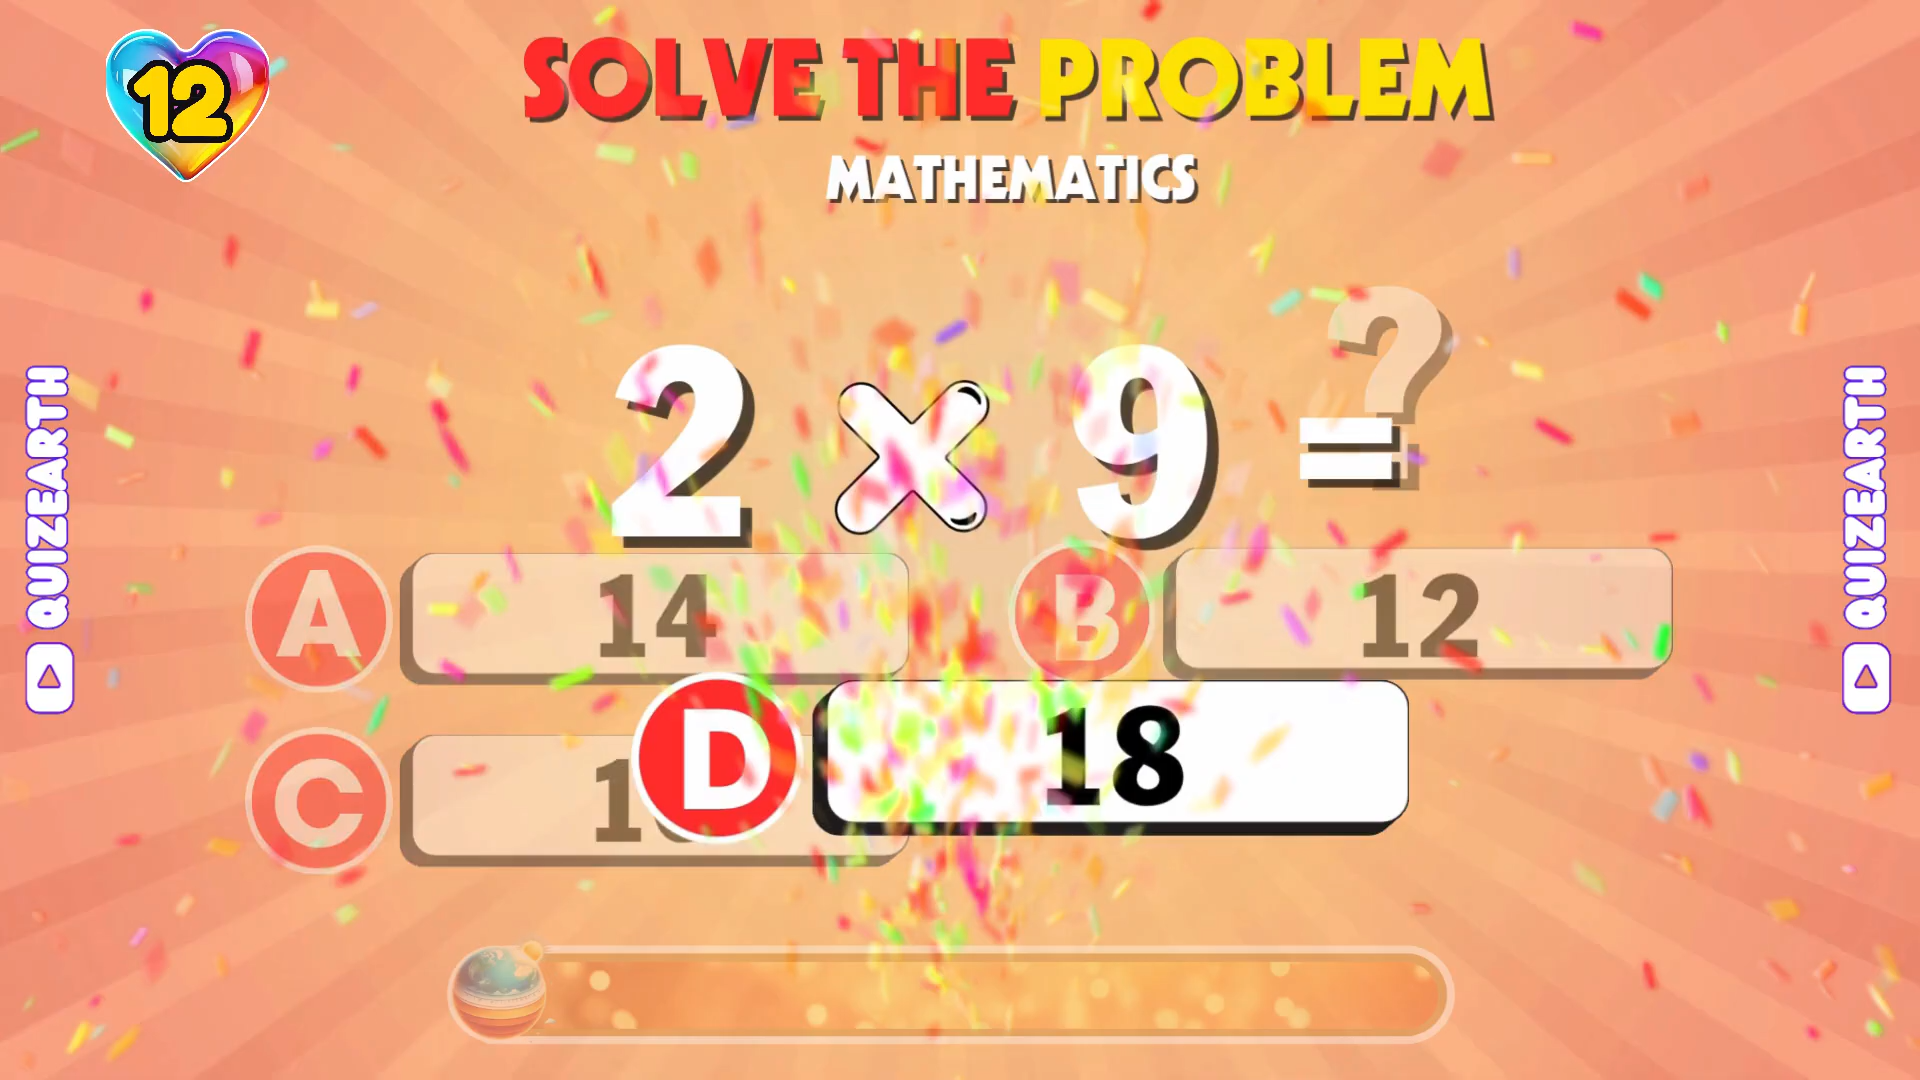 12
SOLVE THE PROBLEM
MATHEMATICS
2 × 9 = ?
A 14
B 12
C
D 18
QUIZEARTH
QUIZEARTH